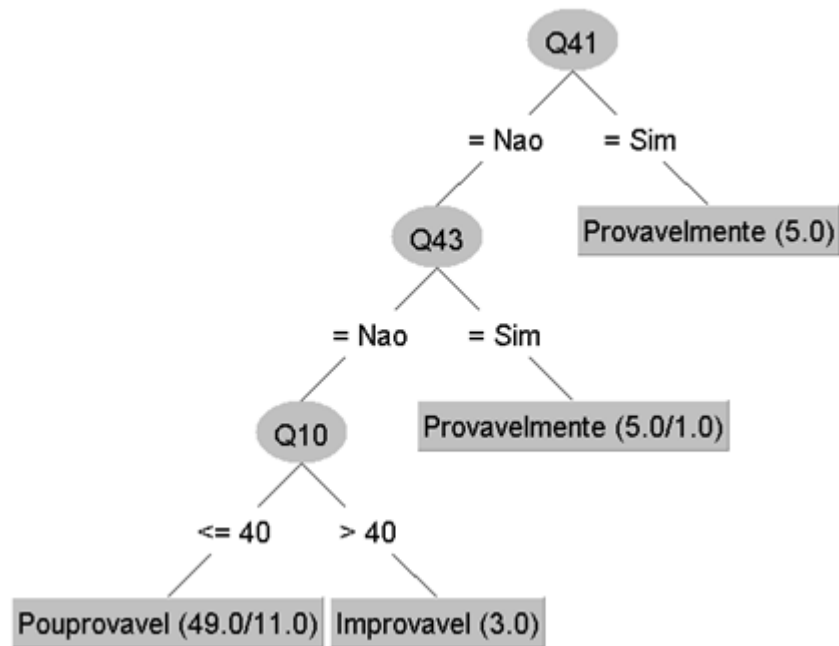 Q41
= Nao
= Sim
Q43
Provavelmente (5.0)
= Nao
= Sim
Q10
Provavelmente (5.0/1.0)
<= 40
> 40
Pouprovavel (49.0/11.0)
Improvavel (3.0)